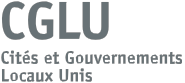 CGLU
Cités et Gouvernements
Locaux Unis